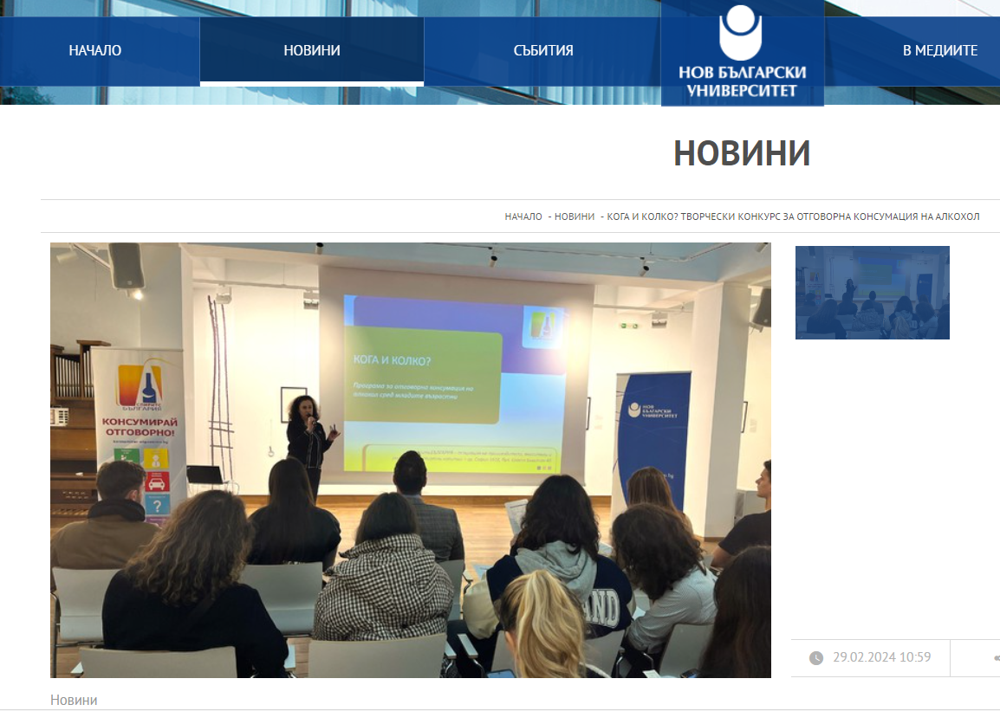 НАЧАЛО
НОВИНИ
СЪБИТИЯ
НОВ БЪЛГАРСКИ
УНИВЕРСИТЕТ
В МЕДИИТЕ
НОВИНИ
НАЧАЛО - НОВИНИ - КОГА И КОЛКО? ТВОРЧЕСКИ КОНКУРС ЗА ОТГОВОРНА КОНСУМАЦИЯ НА АЛКОХОЛ
КОГА И КОЛКО?
Програма за отговорна консумация на
алкохол сред младите възрастни
БЪЛГАРИЯ
КОНСУМИРАЙ
ОТГОВОРНО!
НОВ
БЪЛГАРСКИ
УНИВЕРСИТЕТ
AND
29.02.2024 10:59
Новини